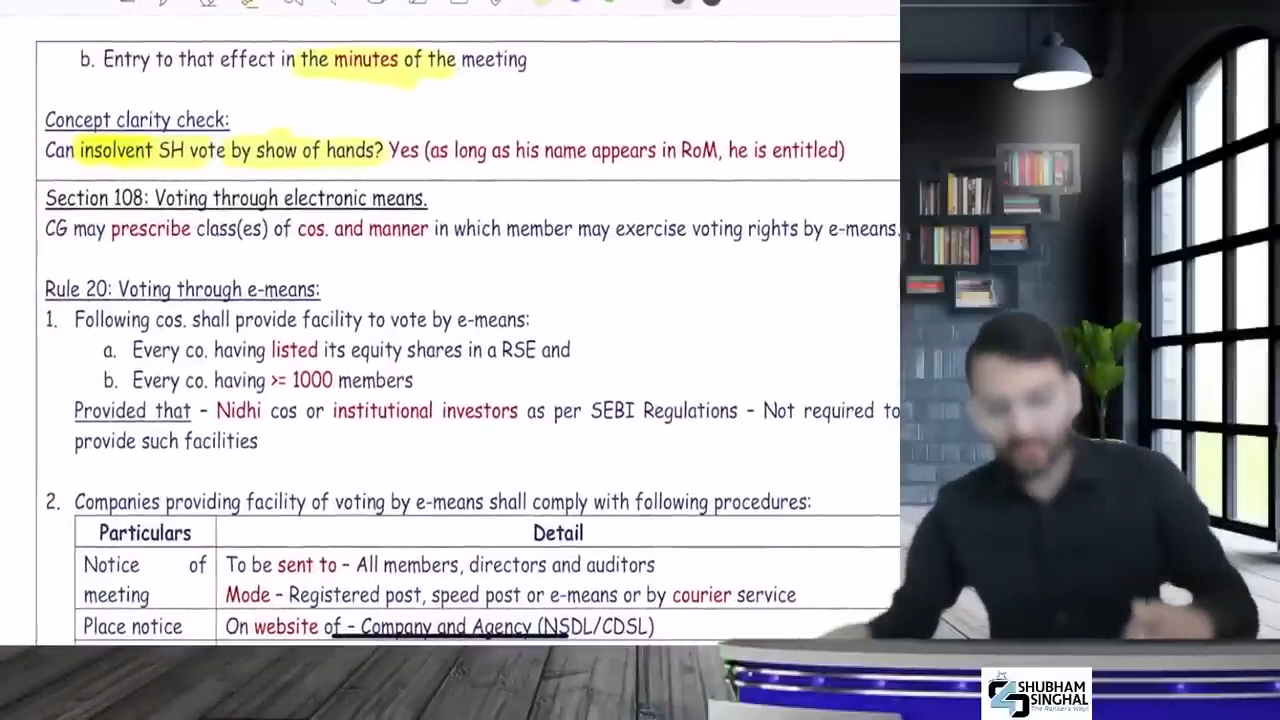 b. Entry to that effect in the minutes of the meeting
Concept clarity check:
Can insolvent SH vote by show of hands? Yes (as long as his name appears in RoM, he is entitled)
Section 108: Voting through electronic means.
CG may prescribe class(es) of cos. and manner in which member may exercise voting rights by e-means.
Rule 20: Voting through e-means:
1. Following cos. shall provide facility to vote by e-means:
a. Every co. having listed its equity shares in a RSE and
b. Every co. having >= 1000 members
Provided that – Nidhi cos or institutional investors as per SEBI Regulations – Not required to
provide such facilities
2. Companies providing facility of voting by e-means shall comply with following procedures:
Particulars Detail
Notice of To be sent to – All members, directors and auditors
meeting Mode – Registered post, speed post or e-means or by courier service
Place notice On website of – Company and Agency (NSDL/CDSL)
SHUBHAM
SINGHAL
The Rankers Way!